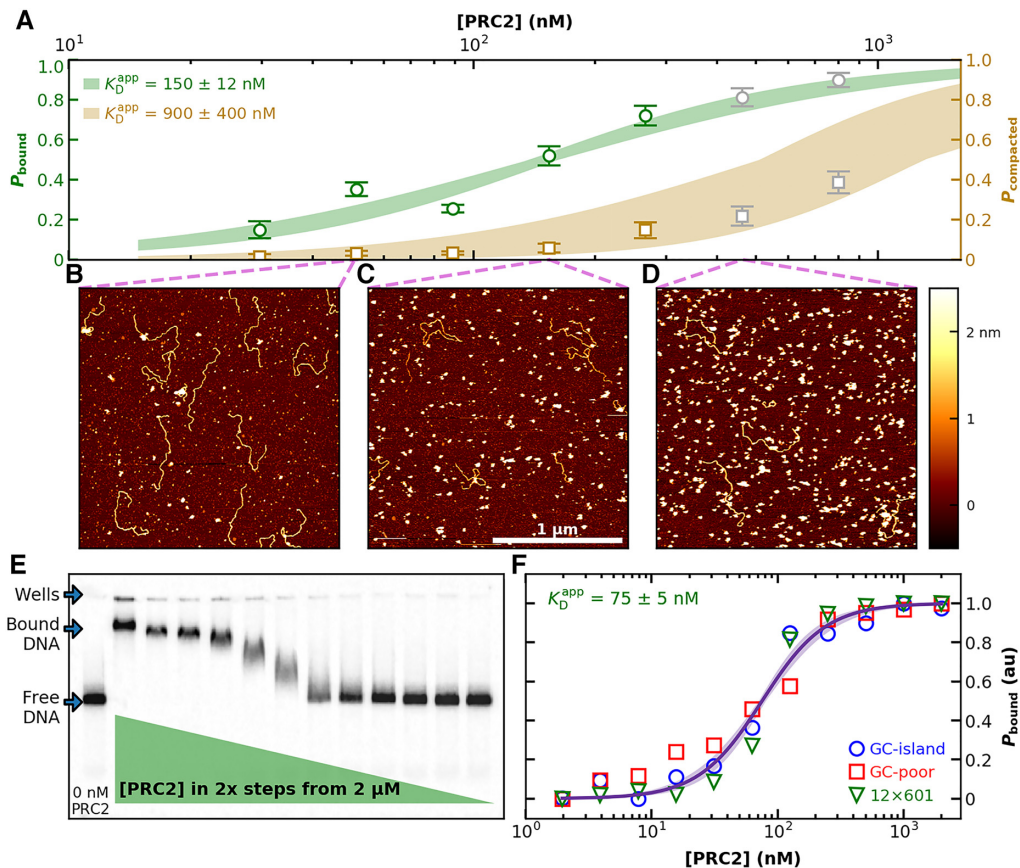 A
[PRC2] (nM)
10¹ 10² 10³
1.0 1.0
K_D^app = 150 ± 12 nM
0.8 0.8
K_D^app = 900 ± 400 nM
0.6 0.6
P_bound P_compacted
0.4 0.4
0.2 0.2
0 0
B C D
2 nm
1
0
1 µm
E F
Wells
Bound
DNA
Free
DNA
0 nM
PRC2
[PRC2] in 2x steps from 2 µM
K_D^app = 75 ± 5 nM
1.0
0.8
0.6
0.4
0.2
0
P_bound (au)
GC-island
GC-poor
12×601
10⁰ 10¹ 10² 10³
[PRC2] (nM)